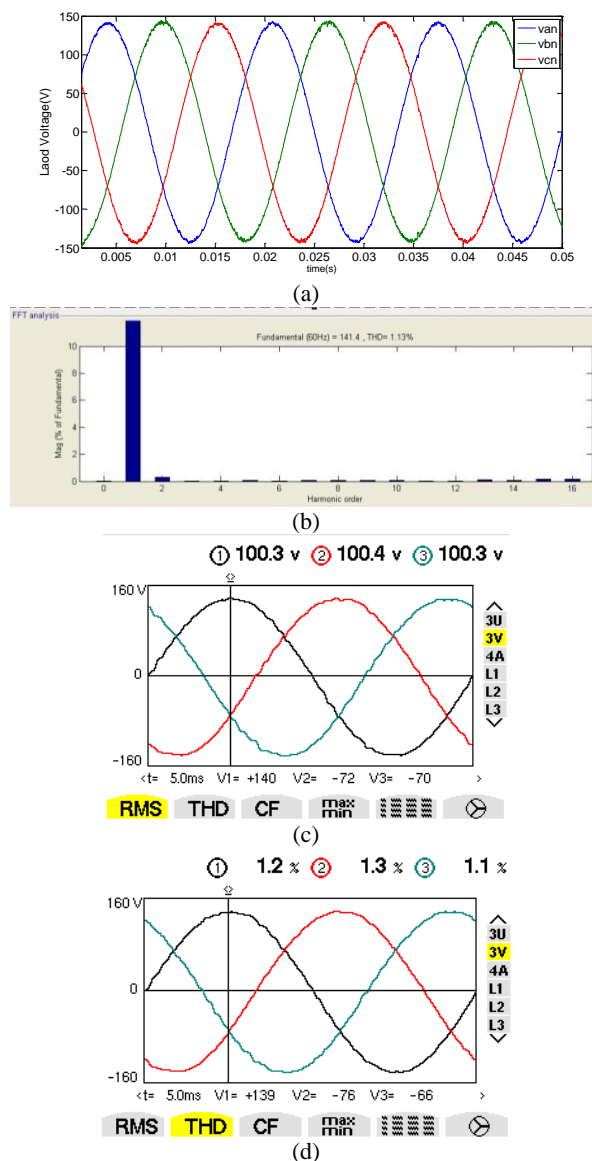 150
100
50
0
-50
-100
-150
Laod Voltage(V)
van
vbn
vcn
0.005 0.01 0.015 0.02 0.025 0.03 0.035 0.04 0.045 0.05
time(s)
(a)
FFT analysis
Fundamental (60Hz) = 141.4 , THD= 1.13%
10
8
6
4
2
0
Mag (% of Fundamental)
0 2 4 6 8 10 12 14 16
Harmonic order
(b)
1 100.3 v 2 100.4 v 3 100.3 v
160 V
0
-160
3U
3V
4A
L1
L2
L3
<t= 5.0ms V1= +140 V2= -72 V3= -70 >
RMS THD CF max min
(c)
1 1.2 % 2 1.3 % 3 1.1 %
160 V
0
-160
3U
3V
4A
L1
L2
L3
<t= 5.0ms V1= +139 V2= -76 V3= -66 >
RMS THD CF max min
(d)